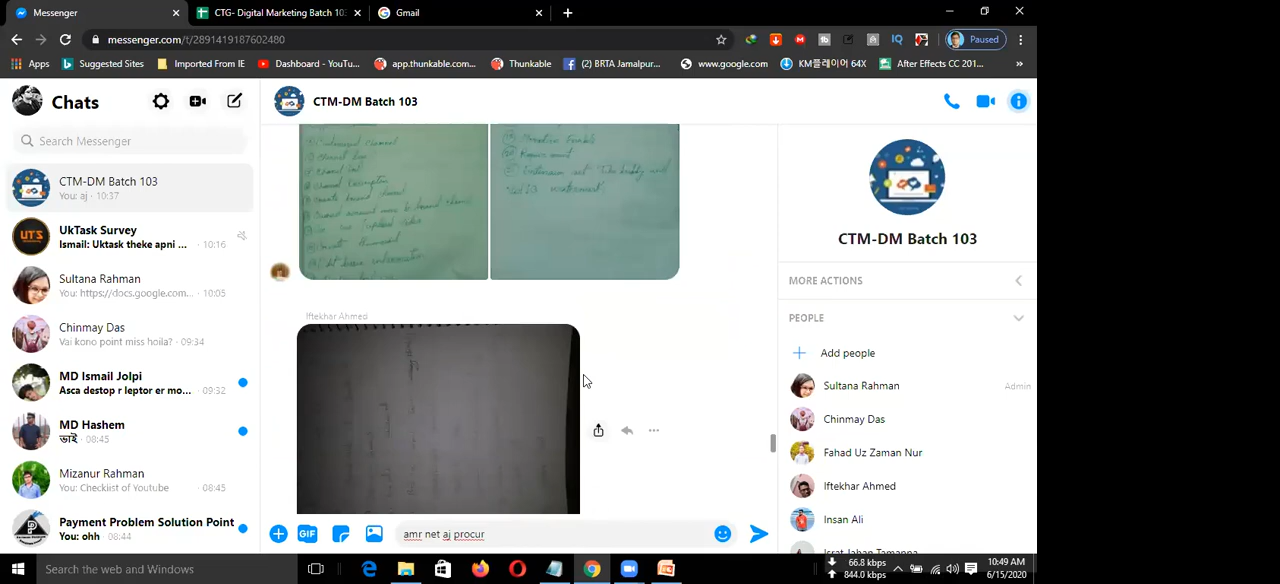 Messenger
CTG- Digital Marketing Batch 103
Gmail
messenger.com/t/2891419187602480
Paused
Apps
Suggested Sites
Imported From IE
Dashboard - YouTu...
app.thunkable.com...
Thunkable
(2) BRTA Jamalpur...
www.google.com
KM플레이어 64X
After Effects CC 201...
Chats
CTM-DM Batch 103
Search Messenger
CTM-DM Batch 103
You: aj · 10:37
UkTask Survey
Ismail: Uktask theke apni ... · 10:16
Sultana Rahman
You: https://docs.google.com... · 10:05
Chinmay Das
Vai kono point miss hoila? · 09:34
MD Ismail Jolpi
Asca destop r leptor er mo... · 09:32
MD Hashem
ভাই · 08:45
Mizanur Rahman
You: Checklist of Youtube · 08:45
Payment Problem Solution Point
You: ohh · 08:44
Iftekhar Ahmed
GIF
amr net aj procur
CTM-DM Batch 103
MORE ACTIONS
PEOPLE
Add people
Sultana Rahman
Admin
Chinmay Das
Fahad Uz Zaman Nur
Iftekhar Ahmed
Insan Ali
Israt Jahan Tamanna
Search the web and Windows
66.8 kbps
844.0 kbps
10:49 AM
6/15/2020